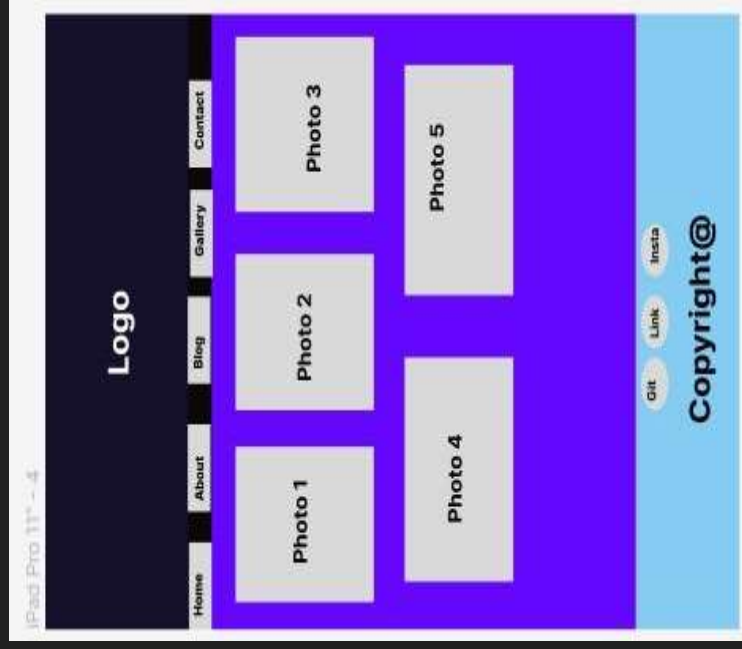 iPad Pro 11" - 4
Logo
Home About Blog Gallery Contact
Photo 1 Photo 2 Photo 3
Photo 4 Photo 5
Git Link Insta
Copyright@